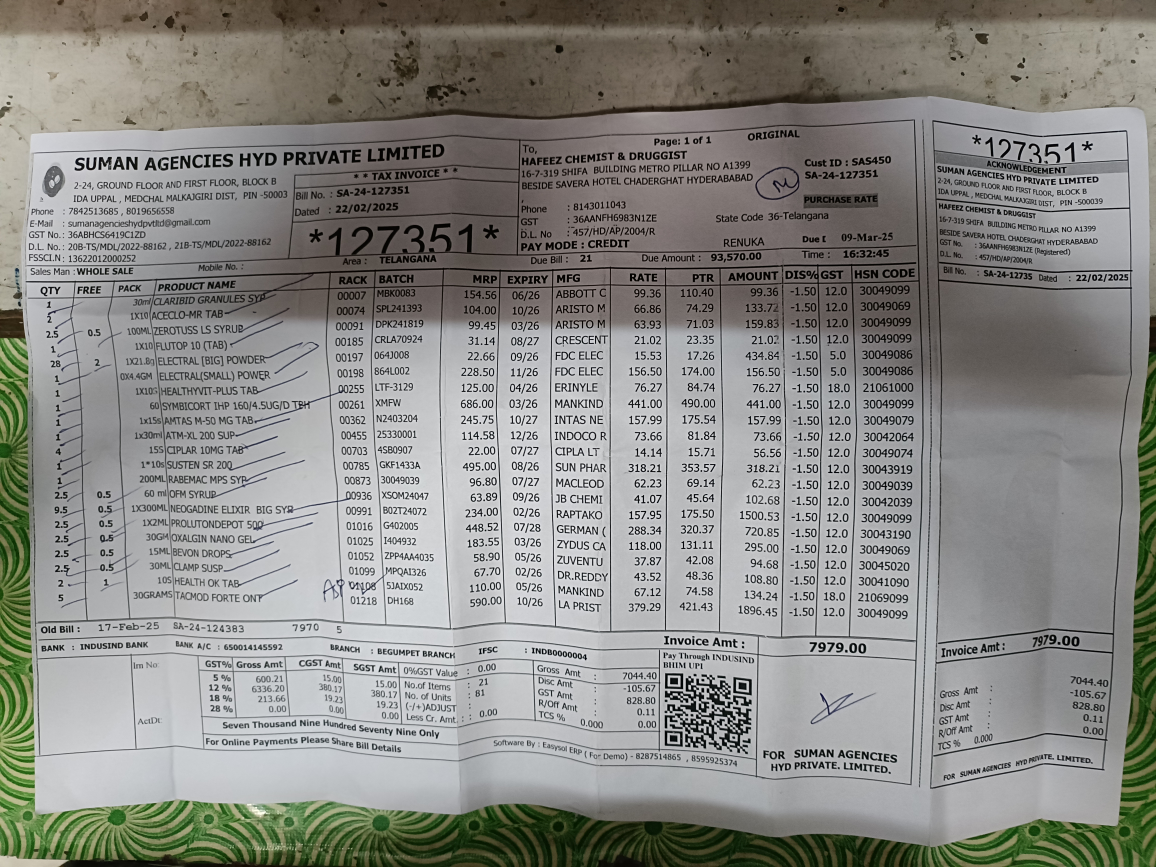 SUMAN AGENCIES HYD PRIVATE LIMITED
2-24, GROUND FLOOR AND FIRST FLOOR, BLOCK B
IDA UPPAL , MEDCHAL MALKAJGIRI DIST, PIN -50003
Phone : 7842513685 , 8019656558
E-Mail : sumanagencieshydpvtltd@gmail.com
GST No. : 36ABHCS6419C1ZD
D.L. No. : 20B-TS/MDL/2022-88162 , 21B-TS/MDL/2022-88162
FSSCI.N : 13622012000252
* * TAX INVOICE * *
Bill No. : SA-24-127351
Dated : 22/02/2025
*127351*
Page: 1 of 1 ORIGINAL
To,
HAFEEZ CHEMIST & DRUGGIST
16-7-319 SHIFA BUILDING METRO PILLAR NO A1399
BESIDE SAVERA HOTEL CHADERGHAT HYDERABABAD
,
Phone : 8143011043
GST : 36AANFH6983N1ZE
D.L. No : 457/HD/AP/2004/R
PAY MODE : CREDIT
Cust ID : SAS450
SA-24-127351
PURCHASE RATE
State Code 36-Telangana
RENUKA Due D 09-Mar-25
Sales Man : WHOLE SALE Mobile No. : Area : TELANGANA Due Bill : 21 Due Amount : 93,570.00 Time : 16:32:45
QTY FREE PACK PRODUCT NAME RACK BATCH MRP EXPIRY MFG RATE PTR AMOUNT DIS% GST HSN CODE
1 30ml CLARIBID GRANULES SYP 00007 MBK0083 154.56 06/26 ABBOTT C 99.36 110.40 99.36 -1.50 12.0 30049099
2 1X10 ACECLO-MR TAB 00074 SPL241393 104.00 10/26 ARISTO M 66.86 74.29 133.72 -1.50 12.0 30049069
2.5 0.5 100ML ZEROTUSS LS SYRUP 00091 DPK241819 99.45 03/26 ARISTO M 63.93 71.03 159.83 -1.50 12.0 30049099
1 1X10 FLUTOP 10 (TAB) 00185 CRLA70924 31.14 08/27 CRESCENT 21.02 23.35 21.02 -1.50 12.0 30049099
28 2 1X21.8g ELECTRAL (BIG) POWDER 00197 064J008 22.66 09/26 FDC ELEC 15.53 17.26 434.84 -1.50 5.0 30049086
1 0X4.4GM ELECTRAL(SMALL) POWER 00198 864L002 228.50 11/26 FDC ELEC 156.50 174.00 156.50 -1.50 5.0 30049086
1 1X10S HEALTHYVIT-PLUS TAB 00255 LTF-3129 125.00 04/26 ERINYLE 76.27 84.74 76.27 -1.50 18.0 21061000
1 60 SYMBICORT IHP 160/4.5UG/D TBH 00261 XMFW 686.00 03/26 MANKIND 441.00 490.00 441.00 -1.50 12.0 30049099
1 1x15s AMTAS M-50 MG TAB 00362 N2403204 245.75 10/27 INTAS NE 157.99 175.54 157.99 -1.50 12.0 30049079
1 1x30ml ATM-XL 200 SUP 00455 25330001 114.58 12/26 INDOCO R 73.66 81.84 73.66 -1.50 12.0 30042064
4 15S CIPLAR 10MG TAB 00703 4SB0907 22.00 07/27 CIPLA LT 14.14 15.71 56.56 -1.50 12.0 30049074
1 1*10s SUSTEN SR 200 00785 GKF1433A 495.00 08/26 SUN PHAR 318.21 353.57 318.21 -1.50 12.0 30043919
1 200ML RABEMAC MPS SYP 00873 30049039 96.80 07/27 MACLEOD 62.23 69.14 62.23 -1.50 12.0 30049039
2.5 0.5 60 ml OFM SYRUP 00936 XSOM24047 63.89 09/26 JB CHEMI 41.07 45.64 102.68 -1.50 12.0 30042039
9.5 0.5 1X300ML NEOGADINE ELIXIR BIG SYR 00991 B02T24072 234.00 02/26 RAPTAKO 157.95 175.50 1500.53 -1.50 12.0 30049099
2.5 0.5 1X2ML PROLUTONDEPOT 500 01016 G402005 448.52 07/28 GERMAN ( 288.34 320.37 720.85 -1.50 12.0 30043190
2.5 0.5 30GM OXALGIN NANO GEL 01025 I404932 183.55 03/26 ZYDUS CA 118.00 131.11 295.00 -1.50 12.0 30049069
2.5 0.5 15ML BEVON DROPS 01052 ZPP4AA4035 58.90 05/26 ZUVENTU 37.87 42.08 94.68 -1.50 12.0 30045020
2.5 0.5 30ML CLAMP SUSP 01099 MPQAI326 67.70 02/26 DR.REDDY 43.52 48.36 108.80 -1.50 12.0 30041090
2 1 10S HEALTH OK TAB 01108 5JAIX052 110.00 05/26 MANKIND 67.12 74.58 134.24 -1.50 18.0 21069099
5 30GRAMS TACMOD FORTE ONT 01218 DH168 590.00 10/26 LA PRIST 379.29 421.43 1896.45 -1.50 12.0 30049099
Old Bill : 17-Feb-25 SA-24-124383 7970 5
Invoice Amt : 7979.00
BANK : INDUSIND BANK BANK A/C : 650014145592 BRANCH : BEGUMPET BRANCH IFSC : INDB0000004
Irn No:
ActDt:
GST% Gross Amt CGST Amt SGST Amt
5 % 600.21 15.00 15.00
12 % 6336.20 380.17 380.17
18 % 213.66 19.23 19.23
28 % 0.00 0.00 0.00
0%GST Value : 0.00
No.of Items : 21
No. of Units : 81
(-/+)ADJUST :
Less Cr. Amt. : 0.00
Gross Amt : 7044.40
Disc Amt : -105.67
GST Amt : 828.80
R/Off Amt : 0.11
TCS % 0.000 0.00
Seven Thousand Nine Hundred Seventy Nine Only
For Online Payments Please Share Bill Details
Software By : Easysol ERP ( For Demo) - 8287514865 , 8595925374
Pay Through INDUSIND
BHIM UPI
FOR SUMAN AGENCIES
HYD PRIVATE. LIMITED.
*127351*
ACKNOWLEDGEMENT
SUMAN AGENCIES HYD PRIVATE LIMITED
2-24, GROUND FLOOR AND FIRST FLOOR, BLOCK B
IDA UPPAL , MEDCHAL MALKAJGIRI DIST, PIN -500039
HAFEEZ CHEMIST & DRUGGIST
16-7-319 SHIFA BUILDING METRO PILLAR NO A1399
BESIDE SAVERA HOTEL CHADERGHAT HYDERABABAD
GST No. : 36AANFH6983N1ZE (Registered)
D.L. No. : 457/HD/AP/2004/R
Bill No. : SA-24-12735 Dated : 22/02/2025
Invoice Amt : 7979.00
Gross Amt : 7044.40
Disc Amt : -105.67
GST Amt : 828.80
R/Off Amt : 0.11
TCS % 0.000 0.00
FOR SUMAN AGENCIES HYD PRIVATE. LIMITED.